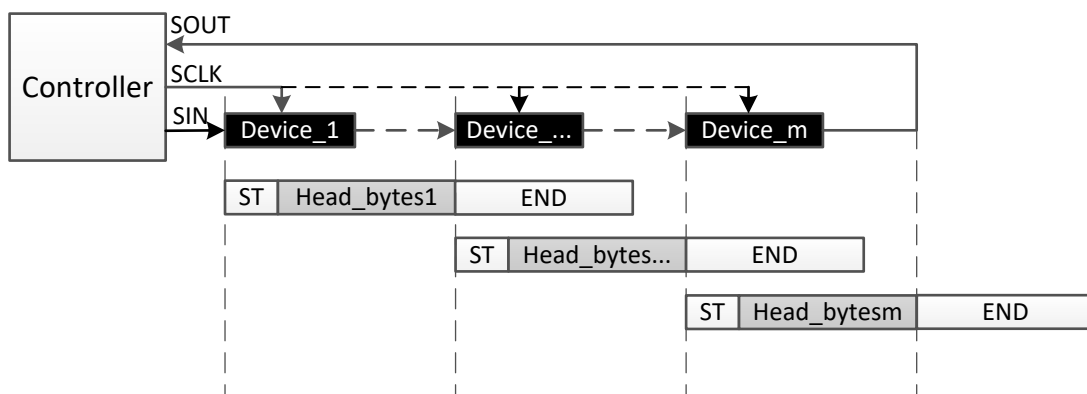 SOUT
Controller
SCLK
SIN
Device_1
Device_...
Device_m
ST
Head_bytes1
END
ST
Head_bytes...
END
ST
Head_bytesm
END